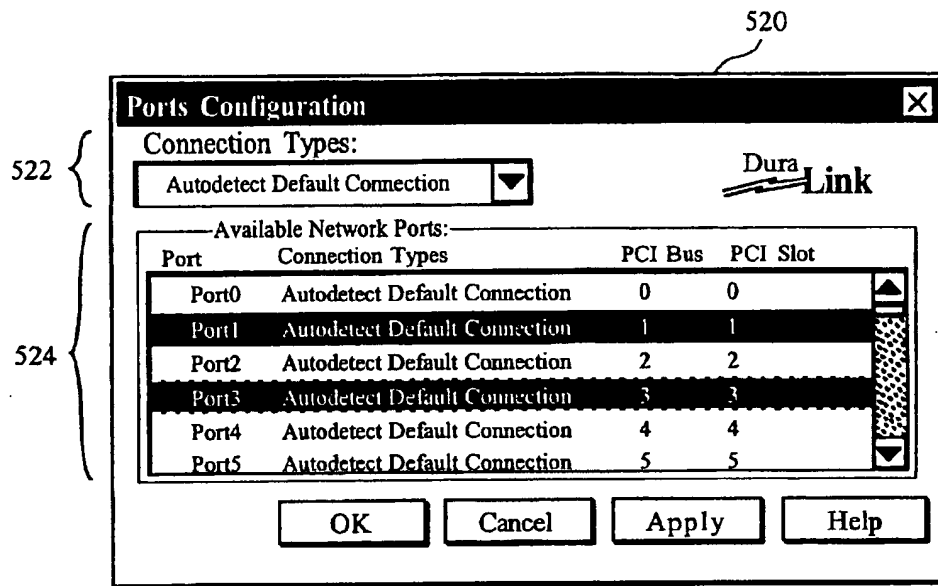 520
Ports Configuration
522
Connection Types:
Autodetect Default Connection
Dura Link
524
Available Network Ports:
Port Connection Types PCI Bus PCI Slot
Port0 Autodetect Default Connection 0 0
Port1 Autodetect Default Connection 1 1
Port2 Autodetect Default Connection 2 2
Port3 Autodetect Default Connection 3 3
Port4 Autodetect Default Connection 4 4
Port5 Autodetect Default Connection 5 5
OK Cancel Apply Help